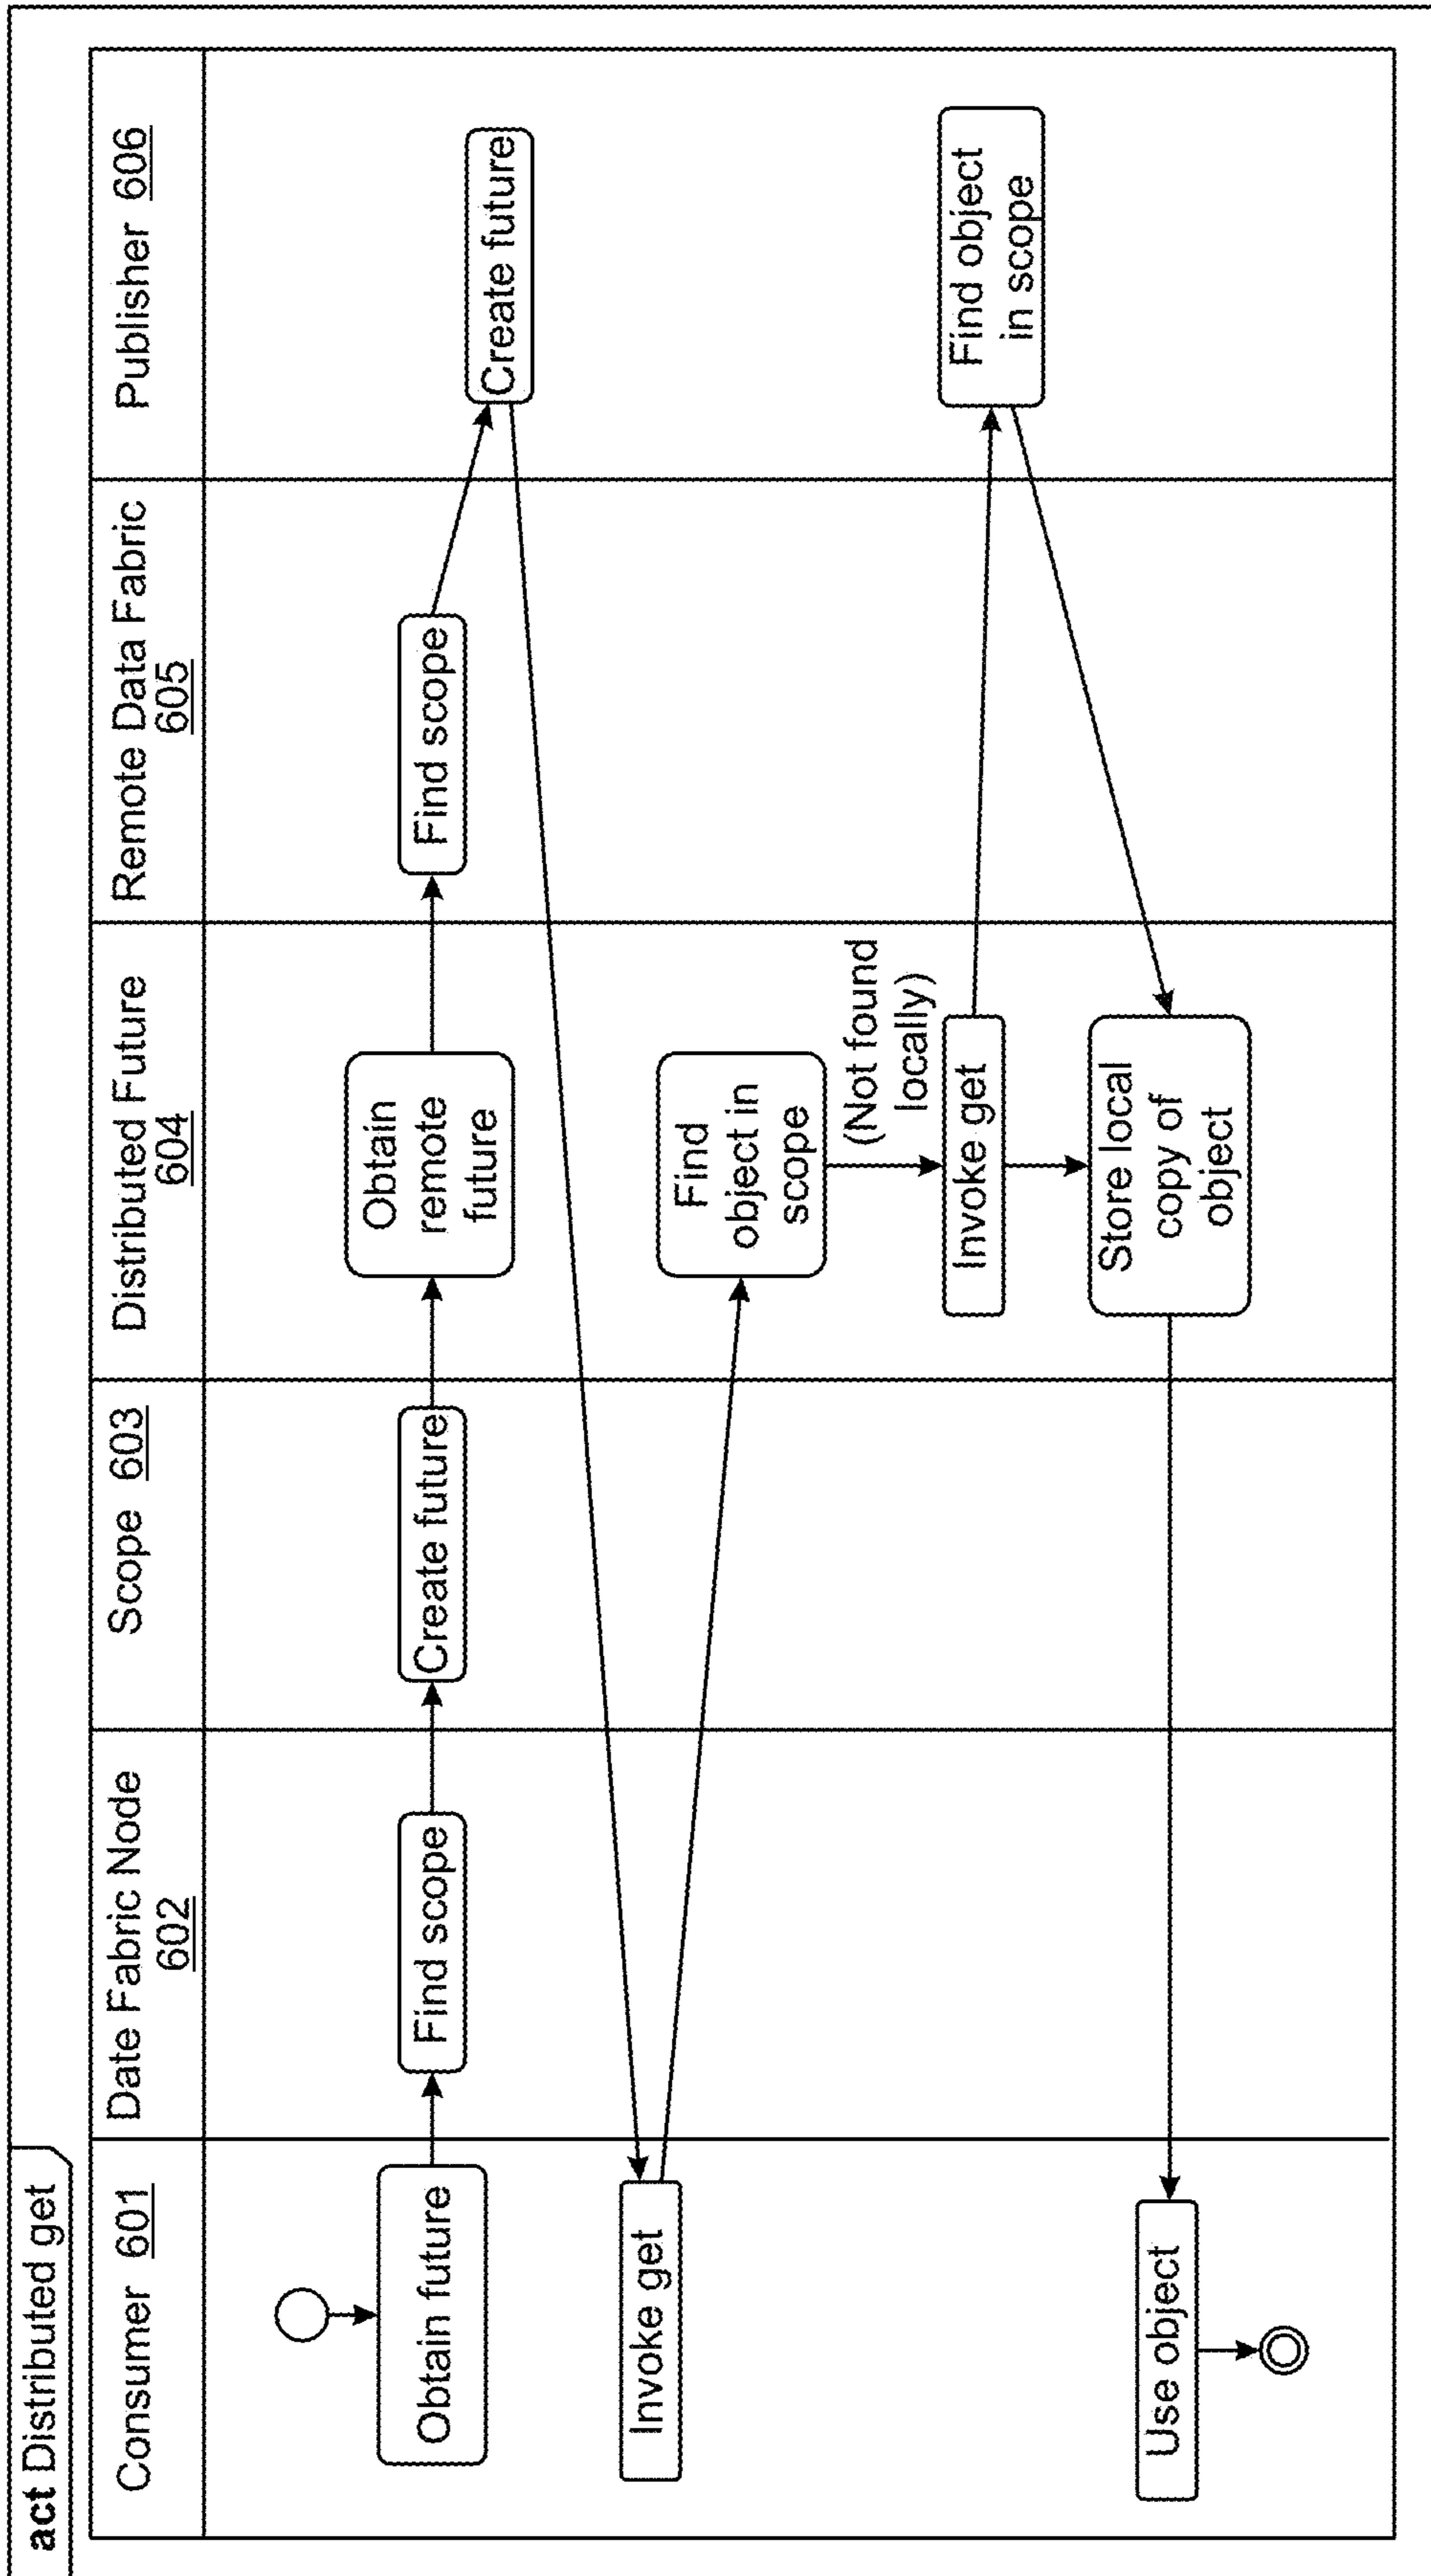 act Distributed get
Consumer 601
Date Fabric Node
602
Scope 603
Distributed Future
604
Remote Data Fabric
605
Publisher 606
Obtain future
Find scope
Create future
Obtain
remote
future
Find scope
Create future
Invoke get
Find
object in
scope
(Not found
locally)
Invoke get
Find object
in scope
Store local
copy of
object
Use object